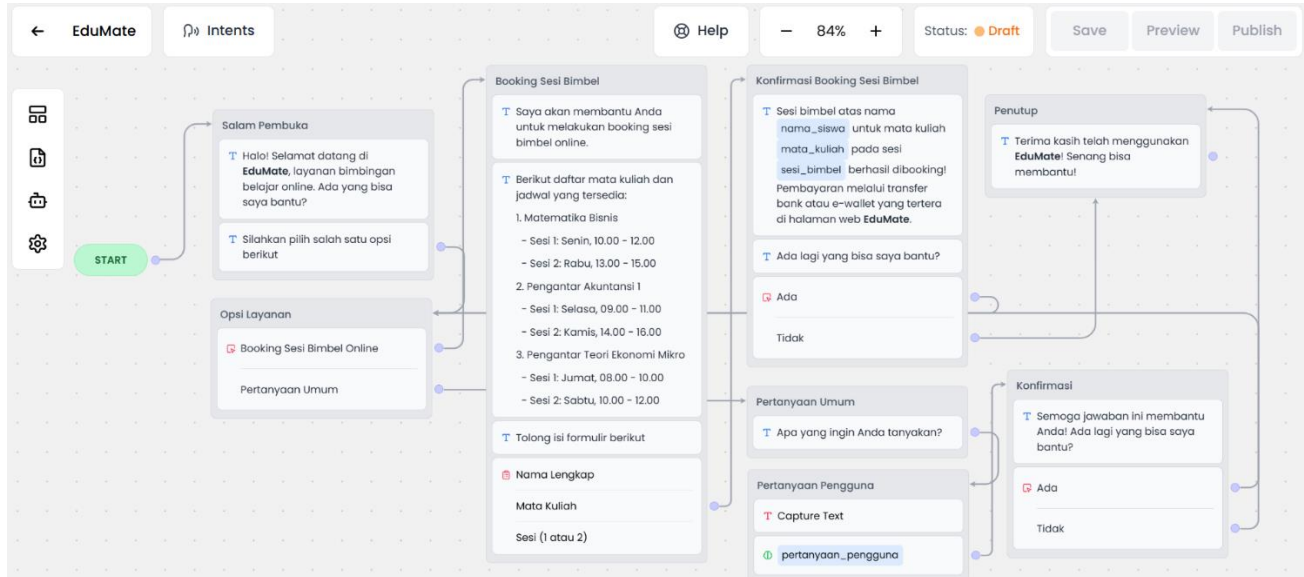 EduMate
Intents
Help
84%
Status: Draft
Save
Preview
Publish
START
Salam Pembuka
Halo! Selamat datang di
EduMate, layanan bimbingan
belajar online. Ada yang bisa
saya bantu?
Silahkan pilih salah satu opsi
berikut
Opsi Layanan
Booking Sesi Bimbel Online
Pertanyaan Umum
Booking Sesi Bimbel
Saya akan membantu Anda
untuk melakukan booking sesi
bimbel online.
Berikut daftar mata kuliah dan
jadwal yang tersedia:
1. Matematika Bisnis
- Sesi 1: Senin, 10.00 - 12.00
- Sesi 2: Rabu, 13.00 - 15.00
2. Pengantar Akuntansi 1
- Sesi 1: Selasa, 09.00 - 11.00
- Sesi 2: Kamis, 14.00 - 16.00
3. Pengantar Teori Ekonomi Mikro
- Sesi 1: Jumat, 08.00 - 10.00
- Sesi 2: Sabtu, 10.00 - 12.00
Tolong isi formulir berikut
Nama Lengkap
Mata Kuliah
Sesi (1 atau 2)
Konfirmasi Booking Sesi Bimbel
Sesi bimbel atas nama
nama_siswa untuk mata kuliah
mata_kuliah pada sesi
sesi_bimbel berhasil dibooking!
Pembayaran melalui transfer
bank atau e-wallet yang tertera
di halaman web EduMate.
Ada lagi yang bisa saya bantu?
Ada
Tidak
Pertanyaan Umum
Apa yang ingin Anda tanyakan?
Pertanyaan Pengguna
Capture Text
pertanyaan_pengguna
Penutup
Terima kasih telah menggunakan
EduMate! Senang bisa
membantu!
Konfirmasi
Semoga jawaban ini membantu
Anda! Ada lagi yang bisa saya
bantu?
Ada
Tidak